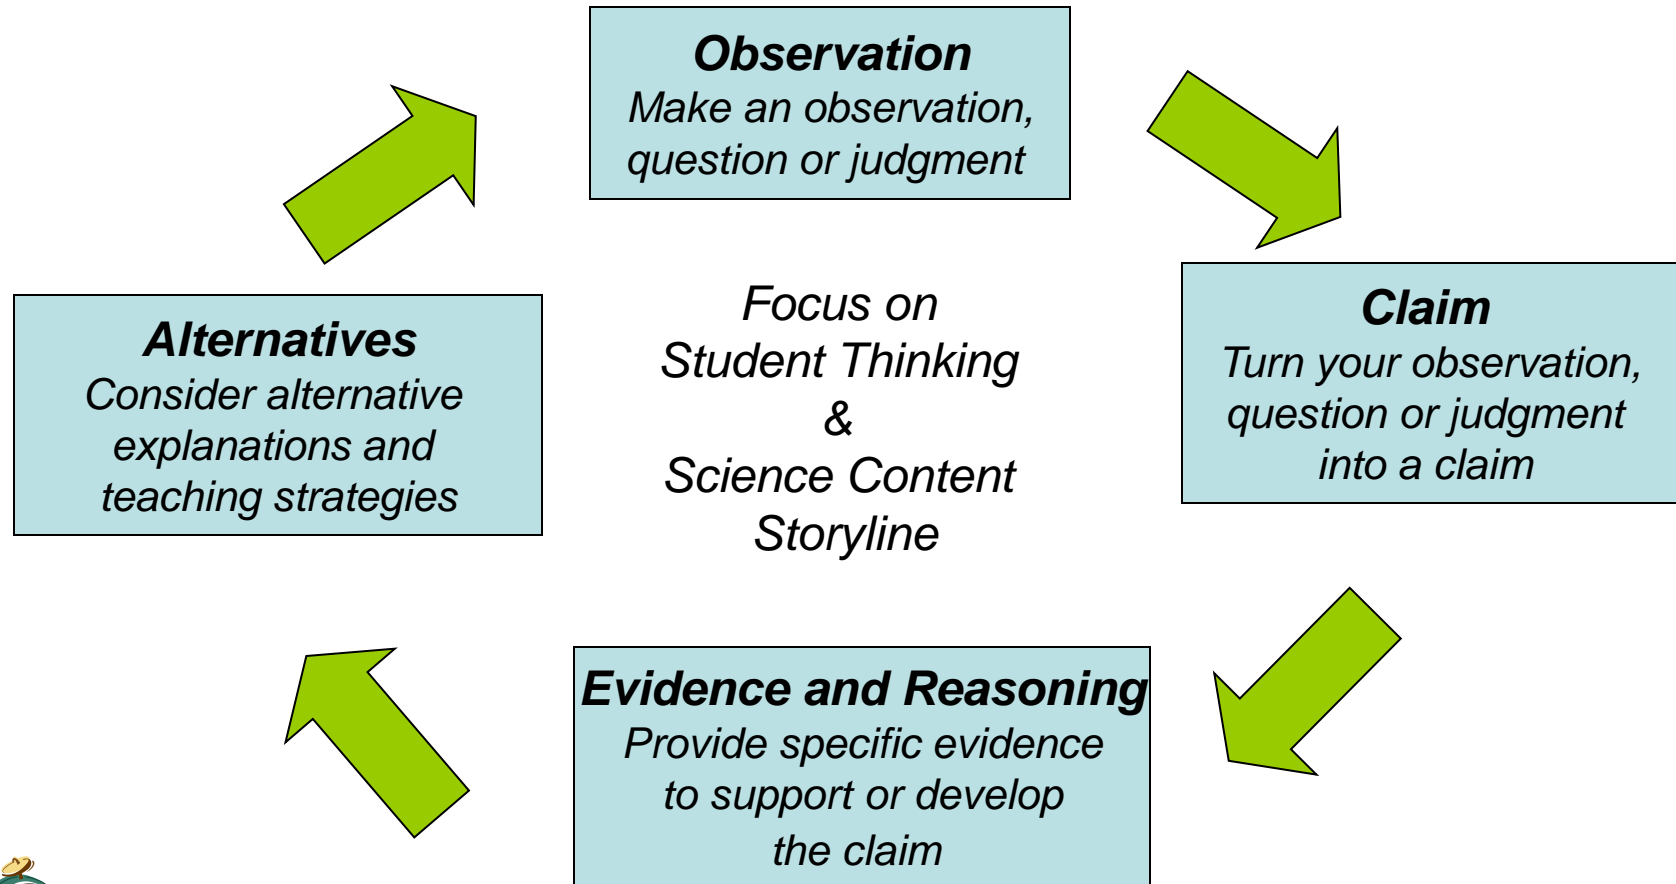 Observation
Make an observation,
question or judgment
Claim
Turn your observation,
question or judgment
into a claim
Evidence and Reasoning
Provide specific evidence
to support or develop
the claim
Alternatives
Consider alternative
explanations and
teaching strategies
Focus on
Student Thinking
&
Science Content
Storyline